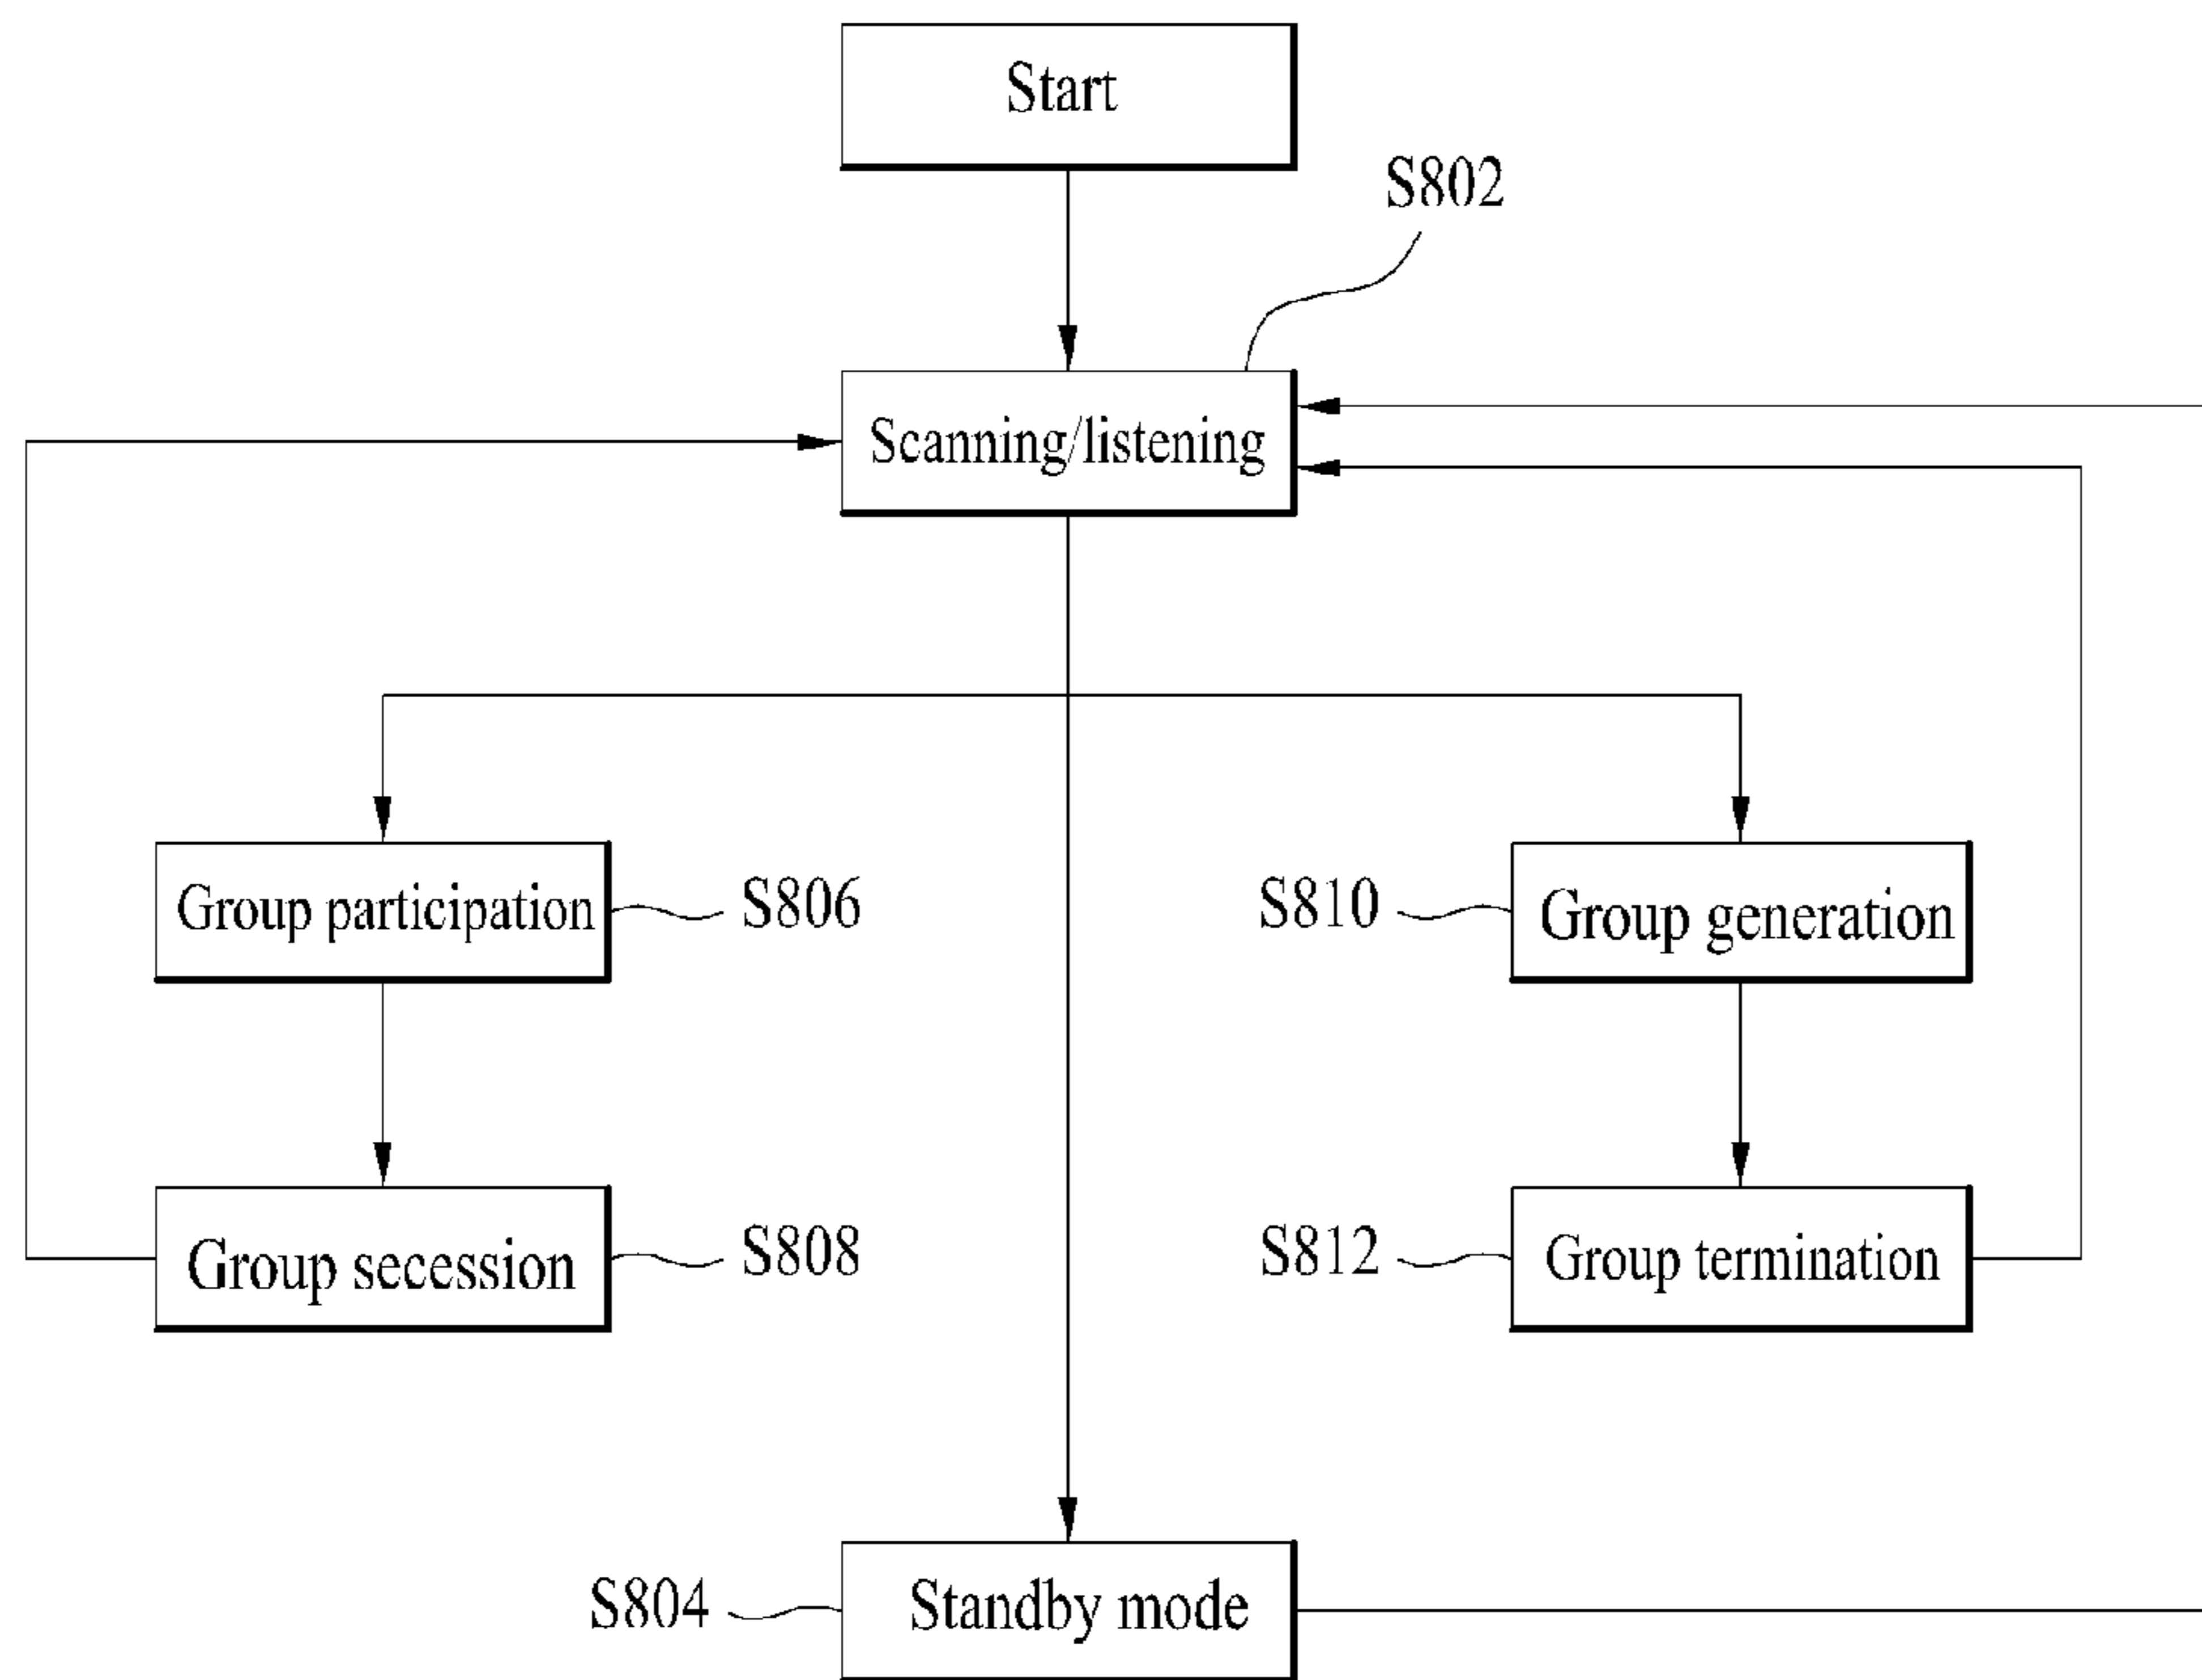 Start
S802
Scanning/listening
Group participation
S806
S810
Group generation
Group secession
S808
S812
Group termination
S804
Standby mode